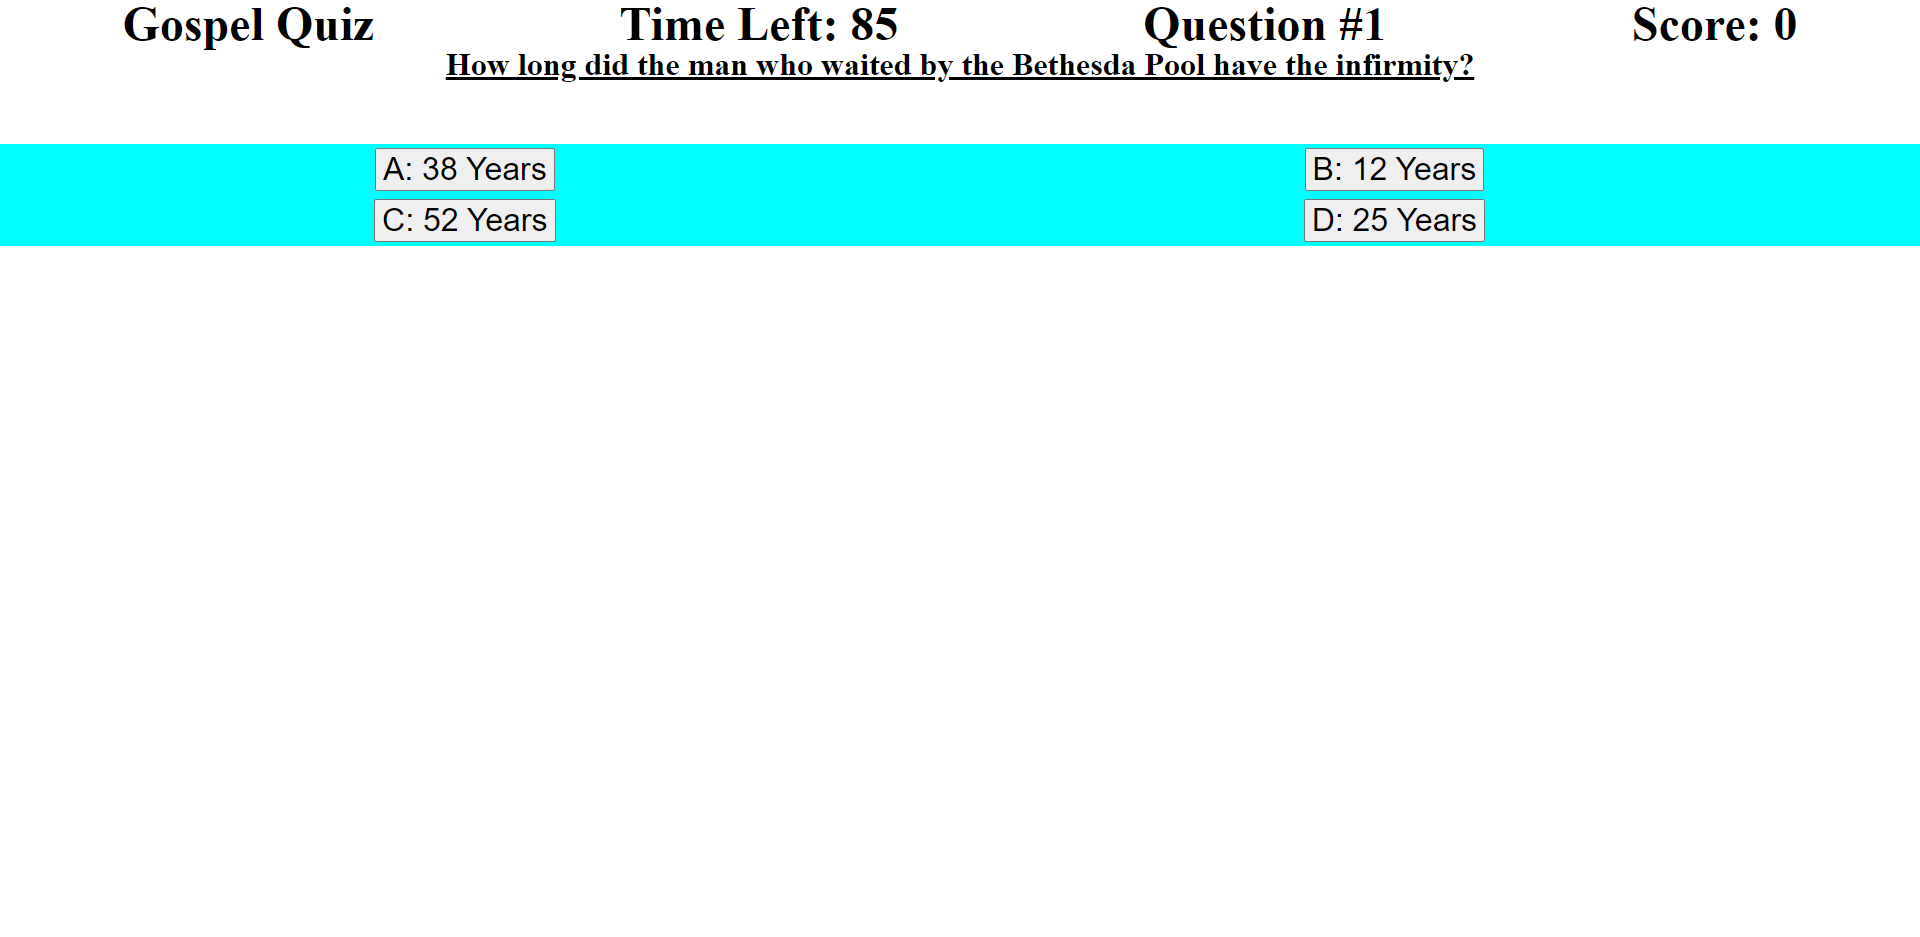 Gospel Quiz Time Left: 85 Question #1 Score: 0
How long did the man who waited by the Bethesda Pool have the infirmity?
A: 38 Years B: 12 Years
C: 52 Years D: 25 Years